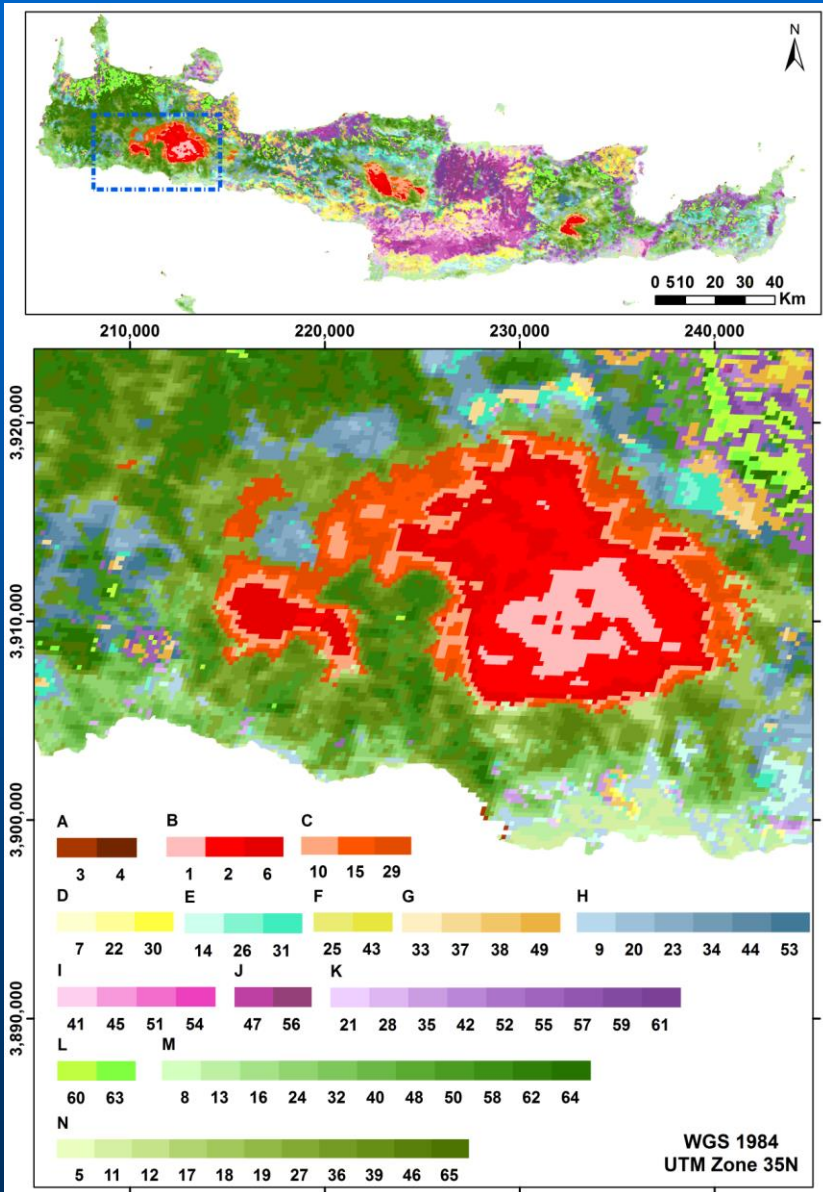 N
0 510 20 30 40
Km
210,000 220,000 230,000 240,000
3,920,000
3,910,000
3,900,000
3,890,000
A B C
3 4 1 2 6 10 15 29
D E F G H
7 22 30 14 26 31 25 43 33 37 38 49 9 20 23 34 44 53
I J K
41 45 51 54 47 56 21 28 35 42 52 55 57 59 61
L M
60 63 8 13 16 24 32 40 48 50 58 62 64
N
5 11 12 17 18 19 27 36 39 46 65
WGS 1984
UTM Zone 35N